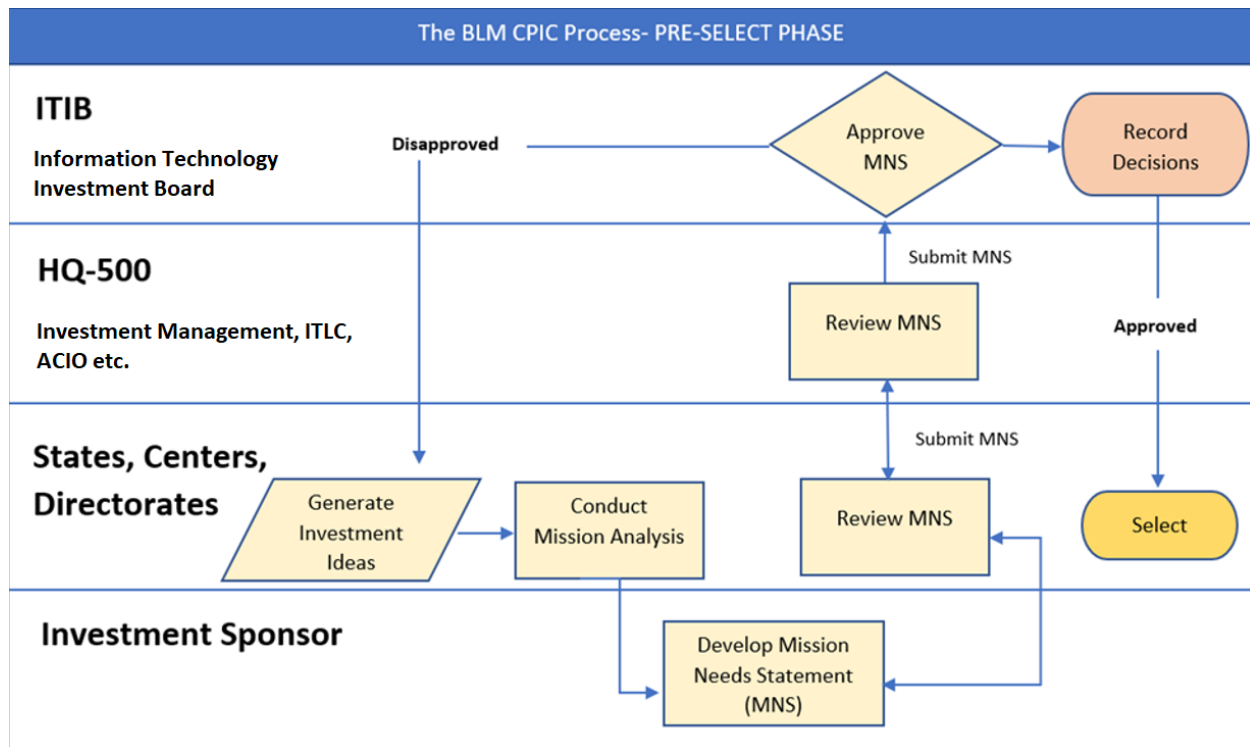 The BLM CPIC Process- PRE-SELECT PHASE
ITIB
Information Technology
Investment Board
Disapproved
Approve
MNS
Record
Decisions
HQ-500
Investment Management, ITLC,
ACIO etc.
Submit MNS
Review MNS
Approved
States, Centers,
Directorates
Submit MNS
Generate
Investment
Ideas
Conduct
Mission Analysis
Review MNS
Select
Investment Sponsor
Develop Mission
Needs Statement
(MNS)